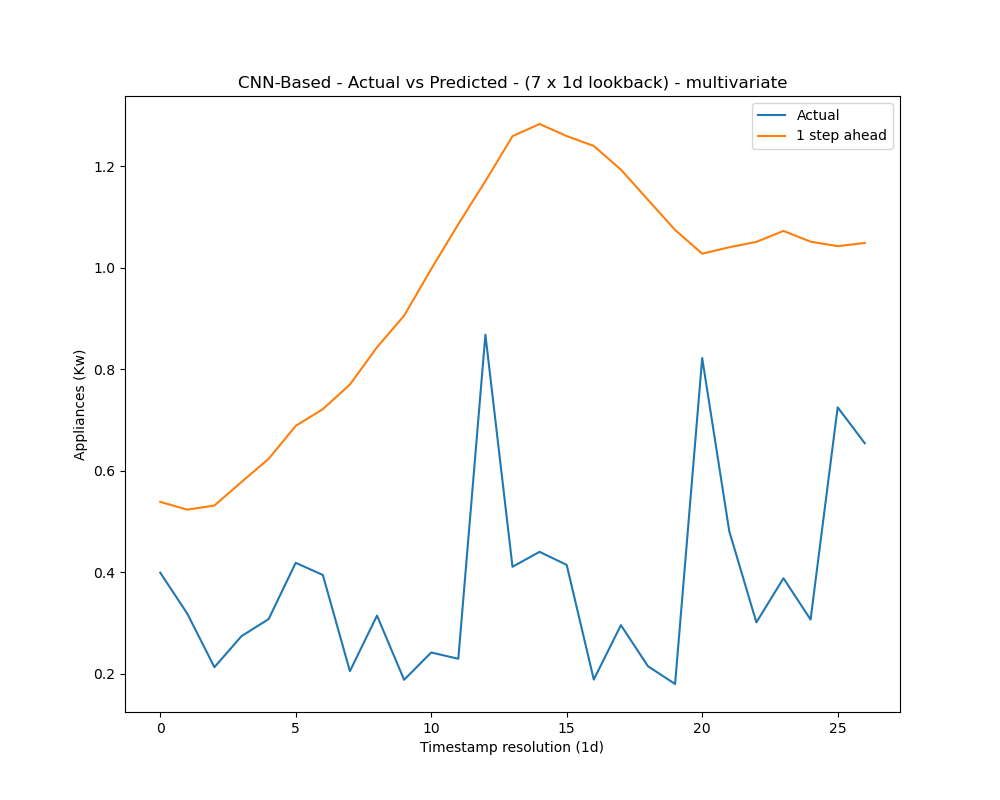 CNN-Based - Actual vs Predicted - (7 x 1d lookback) - multivariate
Actual
1 step ahead
1.2
1.0
0.8
0.6
0.4
0.2
Appliances (Kw)
0 5 10 15 20 25
Timestamp resolution (1d)